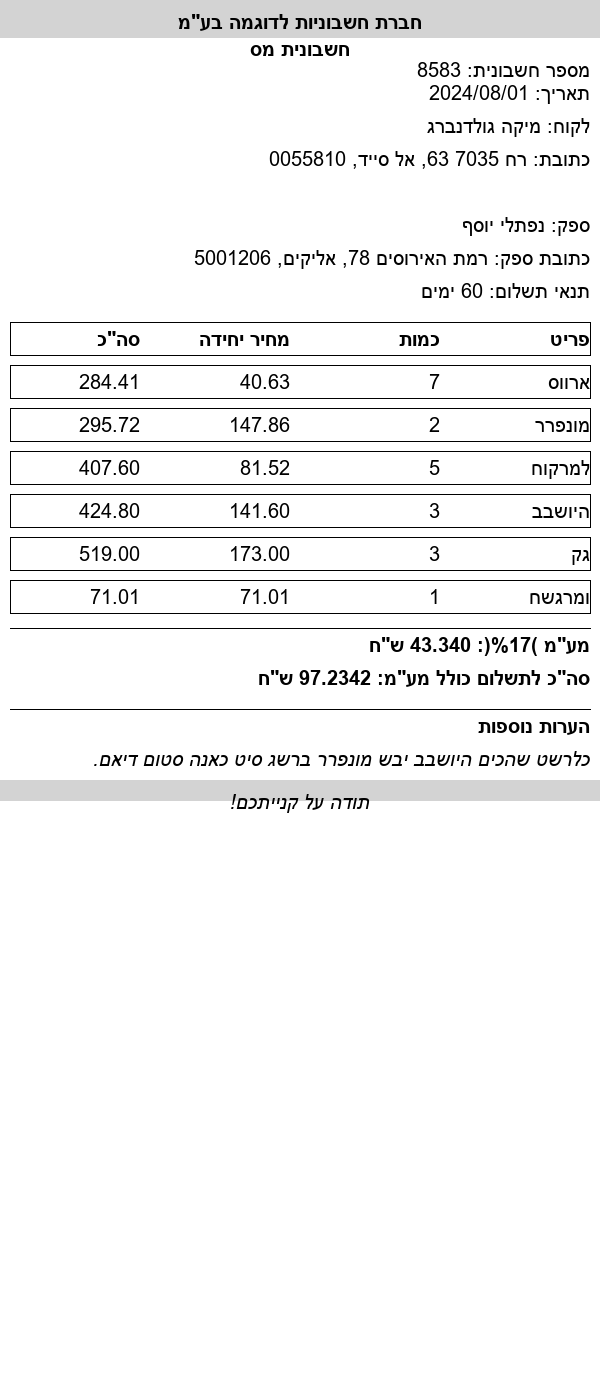 חברת חשבוניות לדוגמה בע"מ
חשבונית מס
מספר חשבונית: 8583
תאריך: 2024/08/01
לקוח: מיקה גולדנברג
כתובת: רח 7035 63, אל סייד, 0055810
ספק: נפתלי יוסף
כתובת ספק: רמת האירוסים 78, אליקים, 5001206
תנאי תשלום: 60 ימים
פריט כמות מחיר יחידה סה"כ
ארווס 7 40.63 284.41
מונפרר 2 147.86 295.72
למרקוח 5 81.52 407.60
היושבב 3 141.60 424.80
גק 3 173.00 519.00
ומרגשח 1 71.01 71.01
מע"מ )17%(: 43.340 ש"ח
סה"כ לתשלום כולל מע"מ: 97.2342 ש"ח
הערות נוספות
כלרשט שהכים היושבב יבש מונפרר ברשג סיט כאנה סטום דיאם.
תודה על קנייתכם!